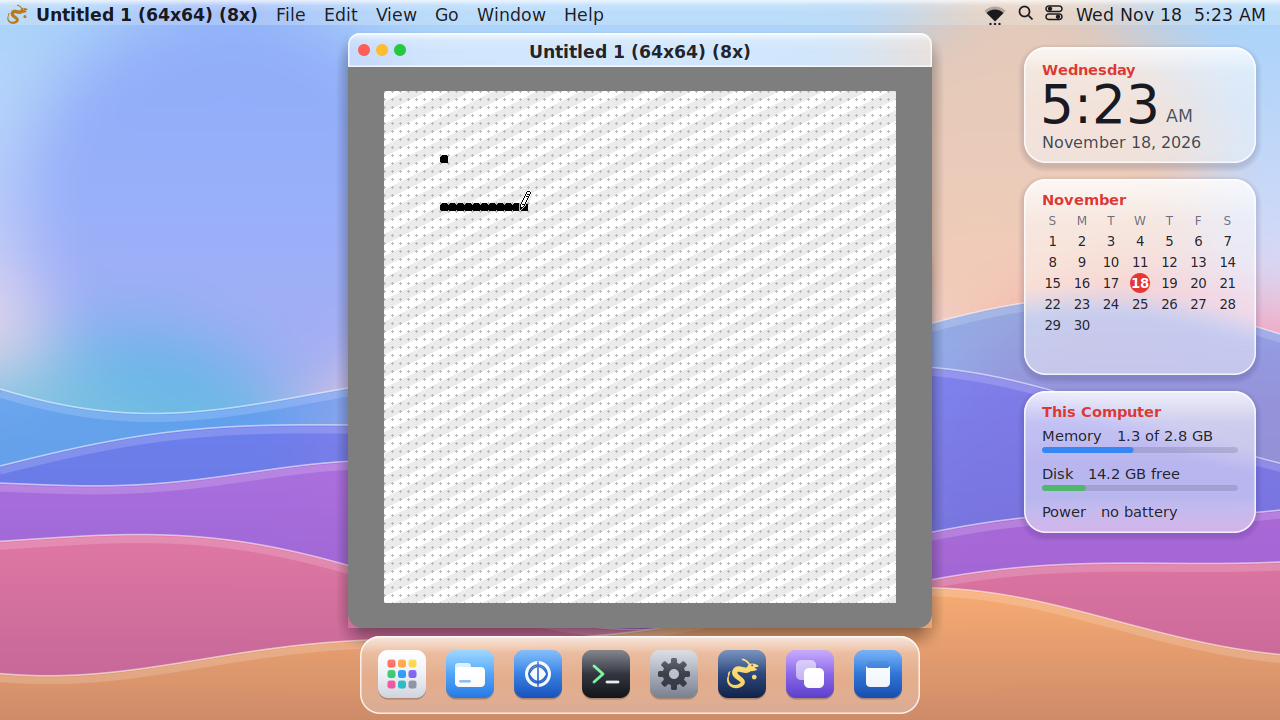 Untitled 1 (64x64) (8x) File Edit View Go Window Help Wed Nov 18 5:23 AM
Untitled 1 (64x64) (8x)
Wednesday
5:23 AM
November 18, 2026
November
S M T W T F S
1 2 3 4 5 6 7
8 9 10 11 12 13 14
15 16 17 18 19 20 21
22 23 24 25 26 27 28
29 30
This Computer
Memory 1.3 of 2.8 GB
Disk 14.2 GB free
Power no battery